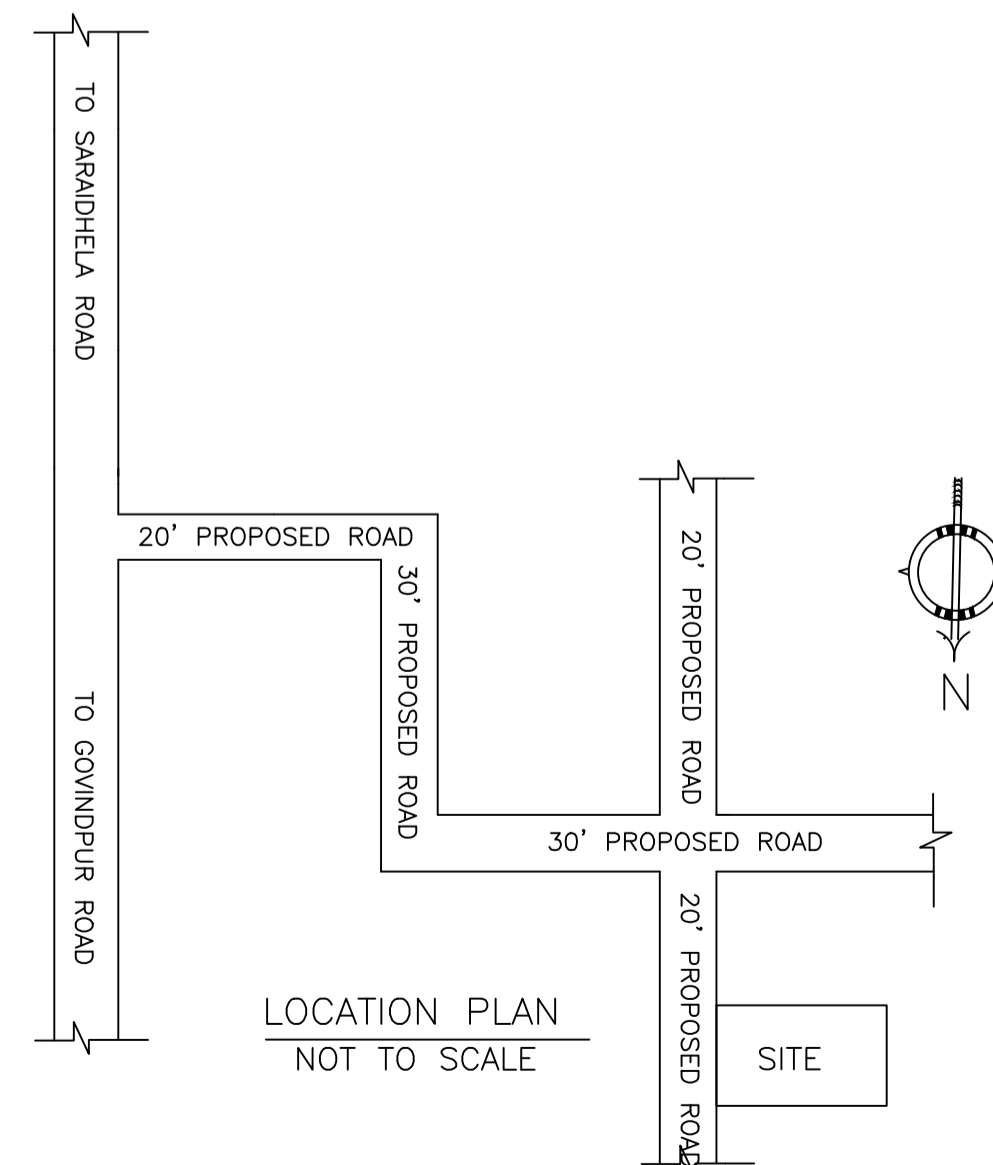 TO SARAIDHELA ROAD
20' PROPOSED ROAD
30' PROPOSED ROAD
20' PROPOSED ROAD
N
TO GOVINDPUR ROAD
30' PROPOSED ROAD
20' PROPOSED ROAD
LOCATION PLAN
NOT TO SCALE
SITE